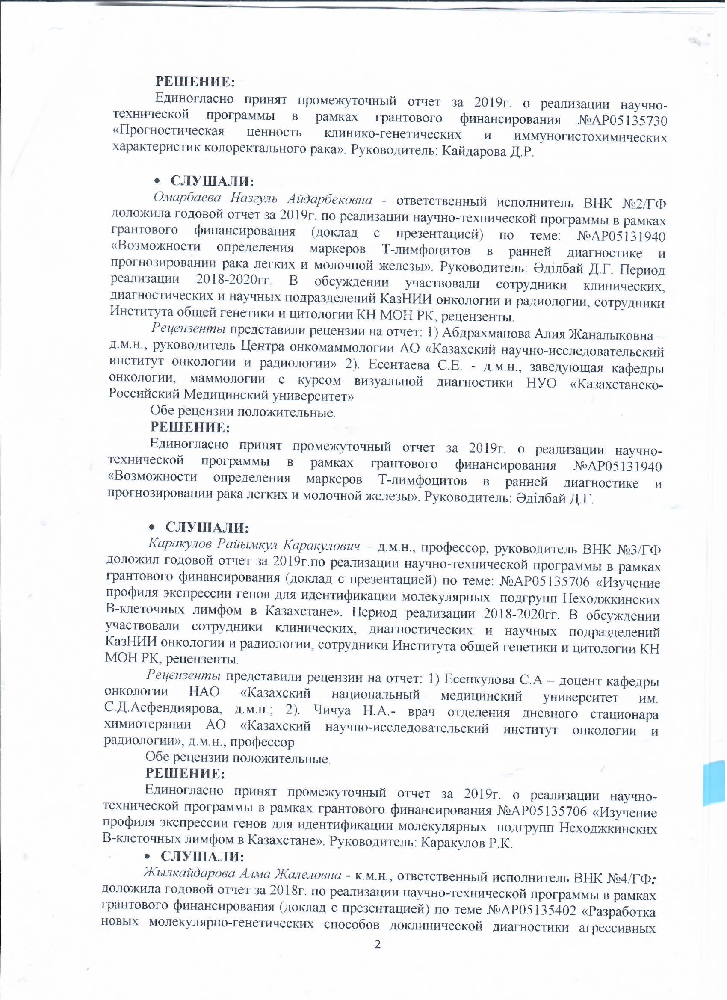 РЕШЕНИЕ:
Единогласно принят промежуточный отчет за 2019г. о реализации научно-
технической программы в рамках грантового финансирования №АР05135730
«Прогностическая ценность клинико-генетических и иммуногистохимических
характеристик колоректального рака». Руководитель: Кайдарова Д.Р.
• СЛУШАЛИ:
Омарбаева Назгуль Айдарбековна - ответственный исполнитель ВНК №2/ГФ
доложила годовой отчет за 2019г. по реализации научно-технической программы в рамках
грантового финансирования (доклад с презентацией) по теме: №АР05131940
«Возможности определения маркеров Т-лимфоцитов в ранней диагностике и
прогнозировании рака легких и молочной железы». Руководитель: Әділбай Д.Г. Период
реализации 2018-2020гг. В обсуждении участвовали сотрудники клинических,
диагностических и научных подразделений КазНИИ онкологии и радиологии, сотрудники
Института общей генетики и цитологии КН МОН РК, рецензенты.
Рецензенты представили рецензии на отчет: 1) Абдрахманова Алия Жаналыковна –
д.м.н., руководитель Центра онкомаммологии АО «Казахский научно-исследовательский
институт онкологии и радиологии» 2). Есентаева С.Е. - д.м.н., заведующая кафедры
онкологии, маммологии с курсом визуальной диагностики НУО «Казахстанско-
Российский Медицинский университет»
Обе рецензии положительные.
РЕШЕНИЕ:
Единогласно принят промежуточный отчет за 2019г. о реализации научно-
технической программы в рамках грантового финансирования №АР05131940
«Возможности определения маркеров Т-лимфоцитов в ранней диагностике и
прогнозировании рака легких и молочной железы». Руководитель: Әділбай Д.Г.
• СЛУШАЛИ:
Каракулов Райымкул Каракулович – д.м.н., профессор, руководитель ВНК №3/ГФ
доложил годовой отчет за 2019г.по реализации научно-технической программы в рамках
грантового финансирования (доклад с презентацией) по теме: №АР05135706 «Изучение
профиля экспрессии генов для идентификации молекулярных подгрупп Неходжкинских
В-клеточных лимфом в Казахстане». Период реализации 2018-2020гг. В обсуждении
участвовали сотрудники клинических, диагностических и научных подразделений
КазНИИ онкологии и радиологии, сотрудники Института общей генетики и цитологии КН
МОН РК, рецензенты.
Рецензенты представили рецензии на отчет: 1) Есенкулова С.А – доцент кафедры
онкологии НАО «Казахский национальный медицинский университет им.
С.Д.Асфендиярова, д.м.н.; 2). Чичуа Н.А.- врач отделения дневного стационара
химиотерапии АО «Казахский научно-исследовательский институт онкологии и
радиологии», д.м.н., профессор
Обе рецензии положительные.
РЕШЕНИЕ:
Единогласно принят промежуточный отчет за 2019г. о реализации научно-
технической программы в рамках грантового финансирования №АР05135706 «Изучение
профиля экспрессии генов для идентификации молекулярных подгрупп Неходжкинских
В-клеточных лимфом в Казахстане». Руководитель: Каракулов Р.К.
• СЛУШАЛИ:
Жылкайдарова Алма Жалеловна - к.м.н., ответственный исполнитель ВНК №4/ГФ:
доложила годовой отчет за 2018г. по реализации научно-технической программы в рамках
грантового финансирования (доклад с презентацией) по теме №АР05135402 «Разработка
новых молекулярно-генетических способов доклинической диагностики агрессивных
2